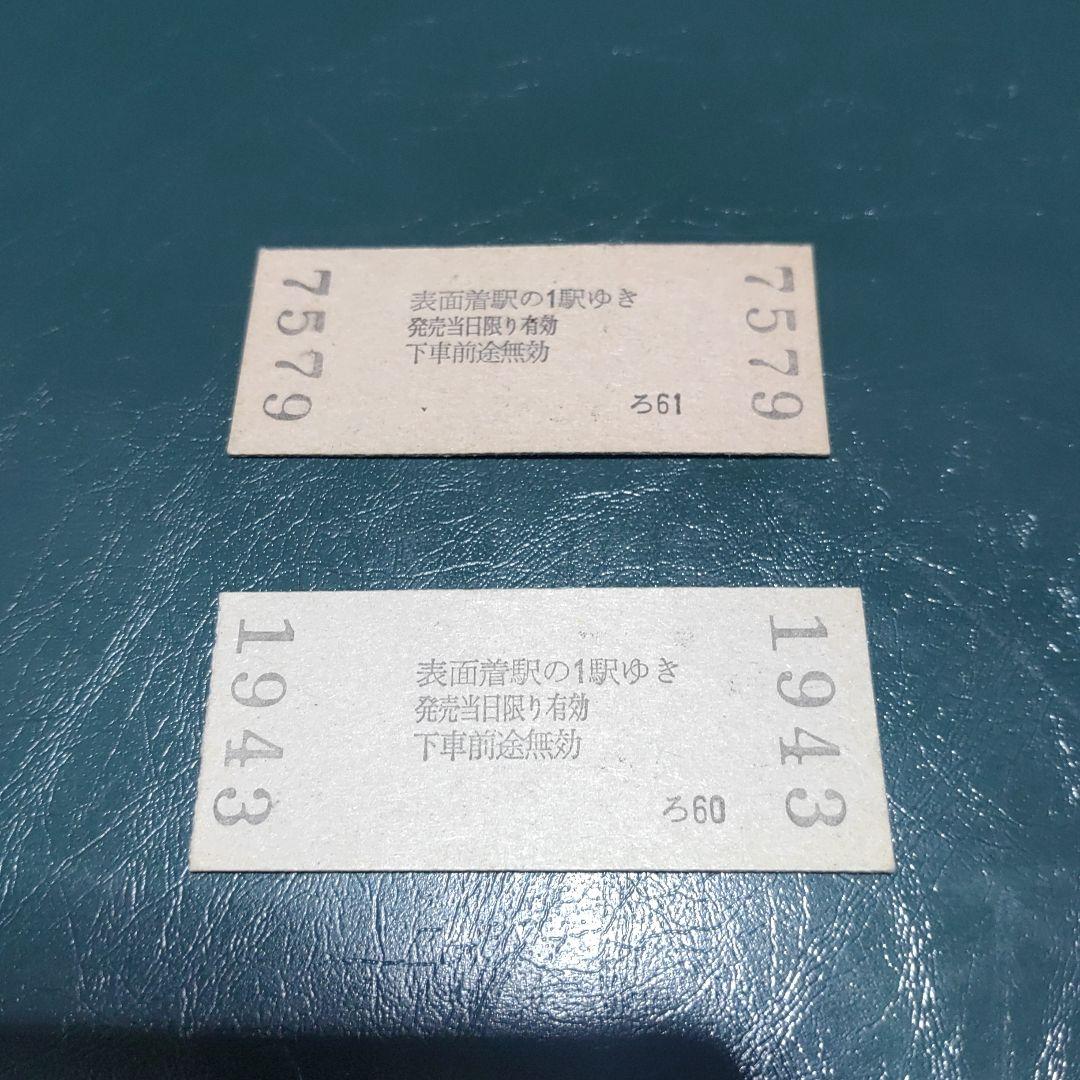 7579
表面着駅の1駅ゆき
発売当日限り有効
下車前途無効
ろ61
7579
1943
表面着駅の1駅ゆき
発売当日限り有効
下車前途無効
ろ60
1943